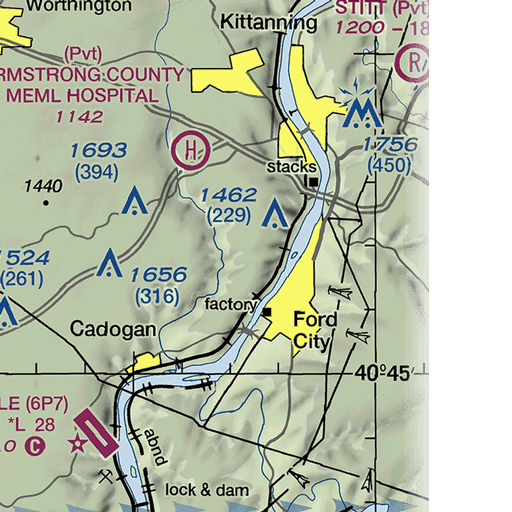 Worthington
STITT (Pvt)
1200 – 18
Kittanning
R
(Pvt)
RMSTRONG COUNTY
MEML HOSPITAL
1142
H
1756
(450)
1693
(394)
stacks
1440
1462
(229)
524
(261)
1656
(316)
factory
Ford
City
Cadogan
40°45'
LE (6P7)
*L 28
.0 C
abnd
lock & dam